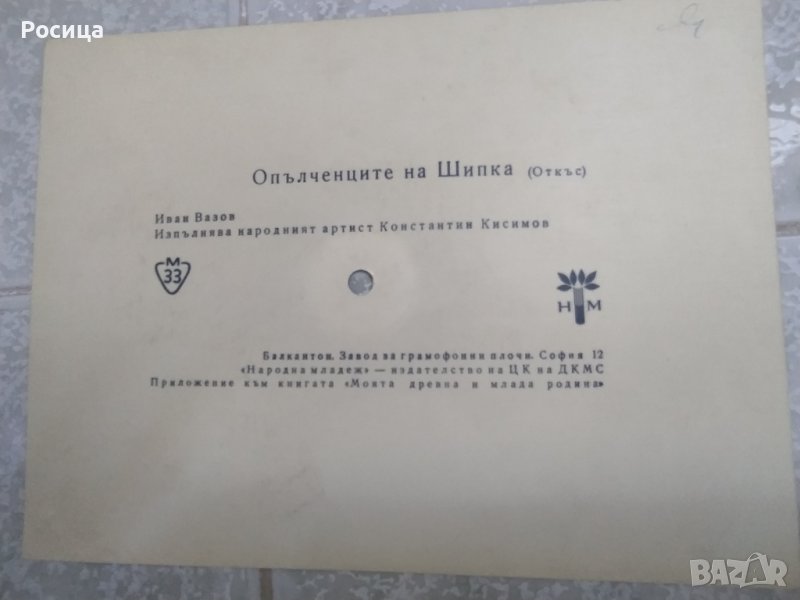 Росица
Опълченците на Шипка (Откъс)
Иван Вазов
Изпълнява народният артист Константин Кисимов
М
33
Н М
Балкантон. Завод за грамофонни плочи. София 12
«Народна младеж» — издателство на ЦК на ДКМС
Приложение към книгата «Моята древна и млада родина»
BAZAR